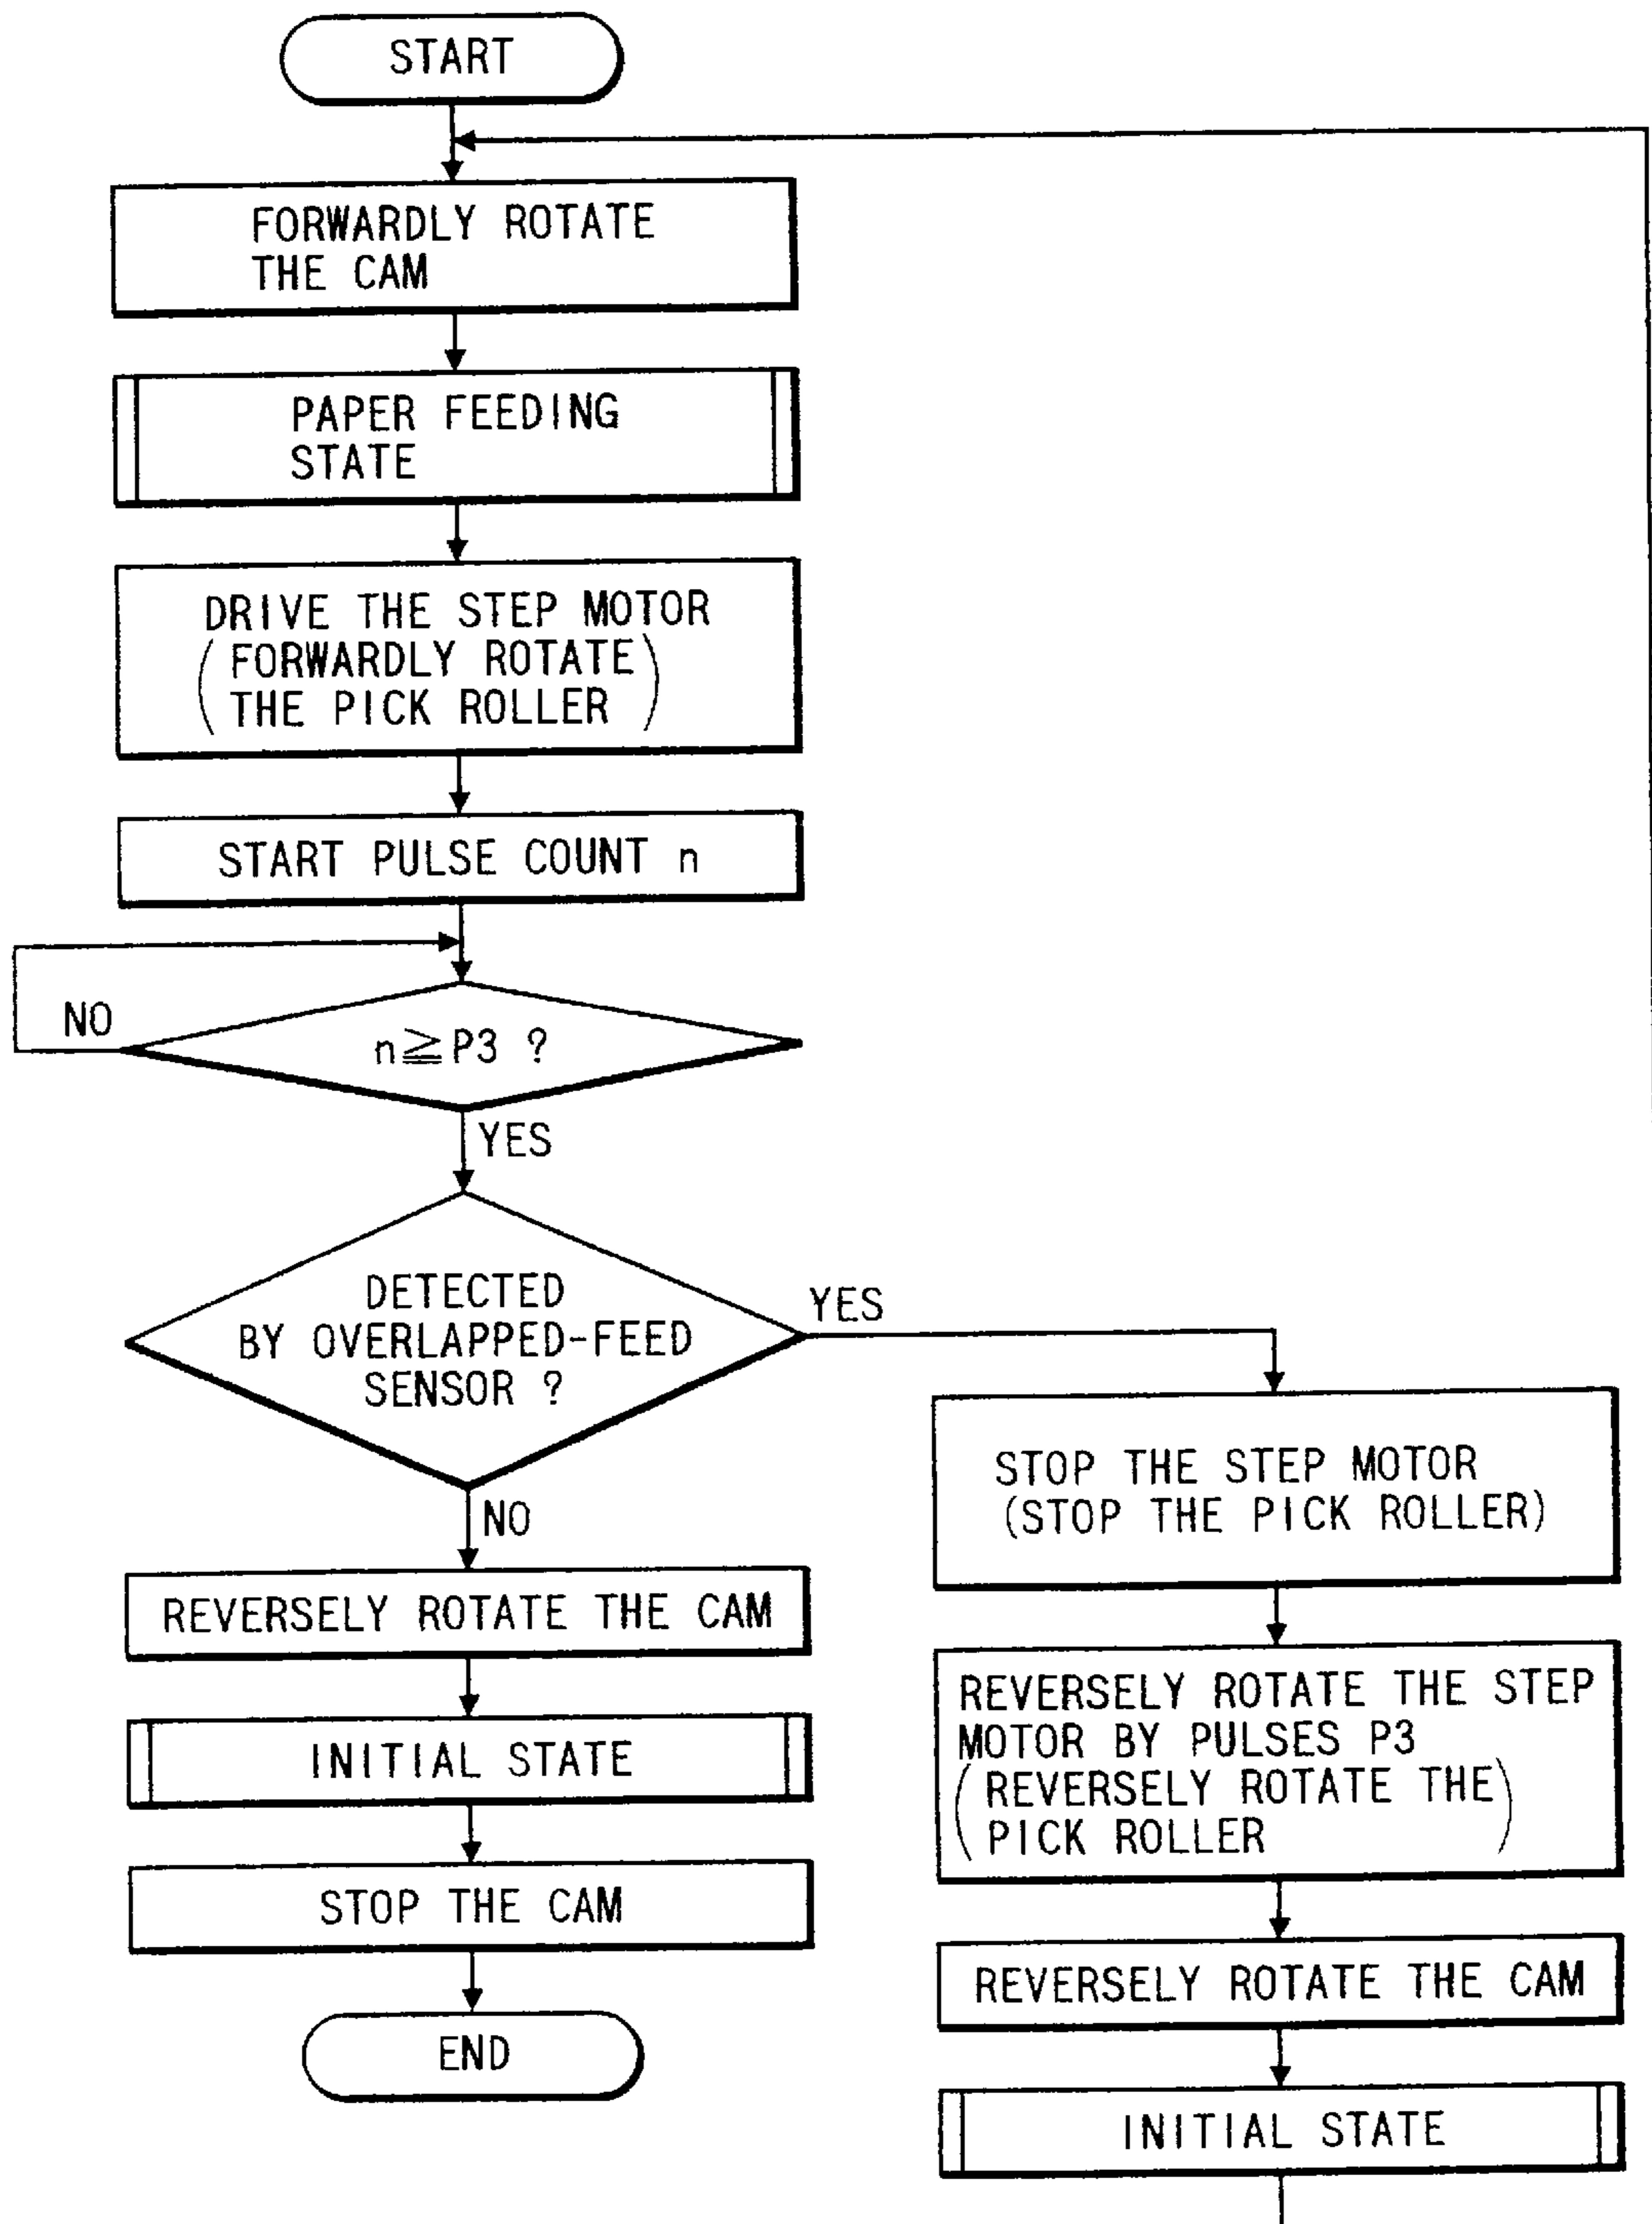 START
FORWARDLY ROTATE
THE CAM
PAPER FEEDING
STATE
DRIVE THE STEP MOTOR
(FORWARDLY ROTATE
THE PICK ROLLER)
START PULSE COUNT n
NO
n≧P3 ?
YES
DETECTED
BY OVERLAPPED-FEED
SENSOR ?
YES
NO
REVERSELY ROTATE THE CAM
INITIAL STATE
STOP THE CAM
END
STOP THE STEP MOTOR
(STOP THE PICK ROLLER)
REVERSELY ROTATE THE STEP
MOTOR BY PULSES P3
(REVERSELY ROTATE THE
PICK ROLLER)
REVERSELY ROTATE THE CAM
INITIAL STATE